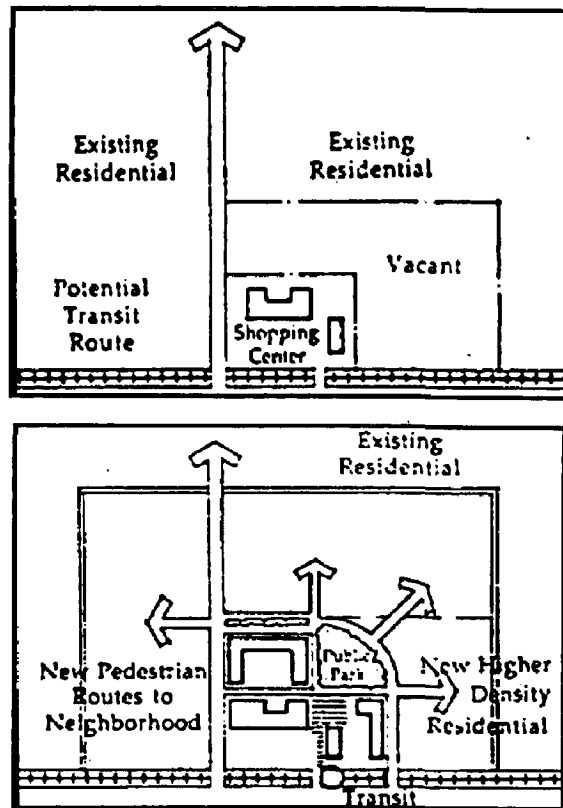 Existing
Residential
Existing
Residential
Vacant
Potential
Transit
Route
Shopping
Center
Existing
Residential
New Pedestrian
Routes to
Neighborhood
Public
Park
New Higher
Density
Residential
Transit